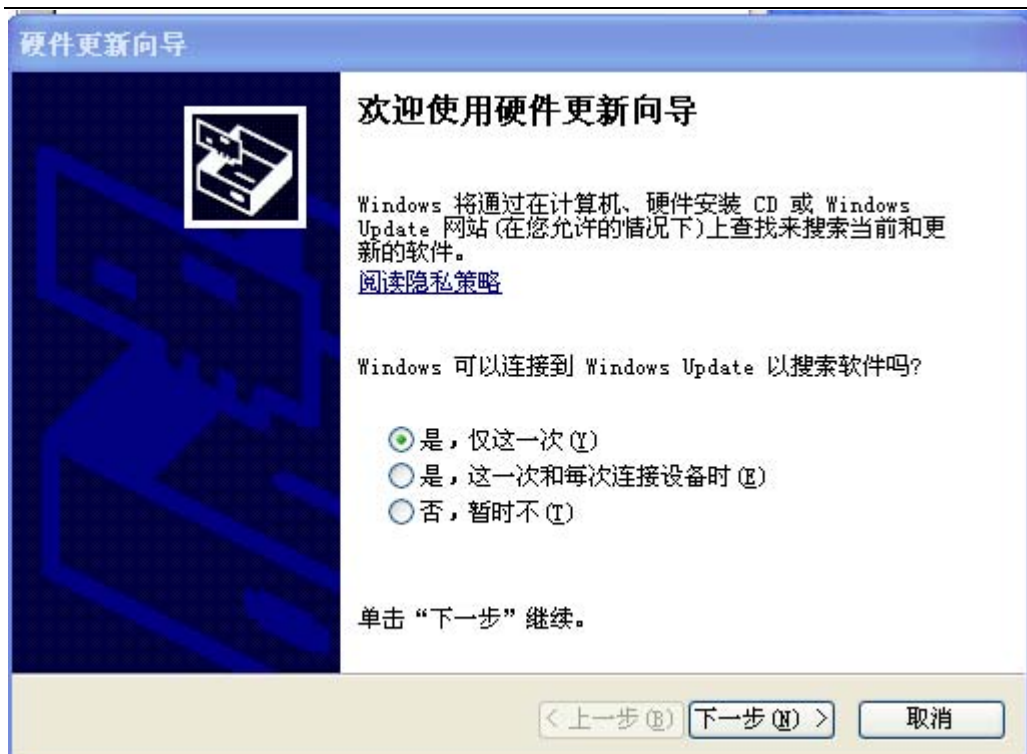 硬件更新向导
欢迎使用硬件更新向导
Windows 将通过在计算机、硬件安装 CD 或 Windows
Update 网站(在您允许的情况下)上查找来搜索当前和更
新的软件。
阅读隐私策略
Windows 可以连接到 Windows Update 以搜索软件吗?
是，仅这一次(Y)
是，这一次和每次连接设备时(E)
否，暂时不(T)
单击“下一步”继续。
< 上一步(B) 下一步(N) > 取消